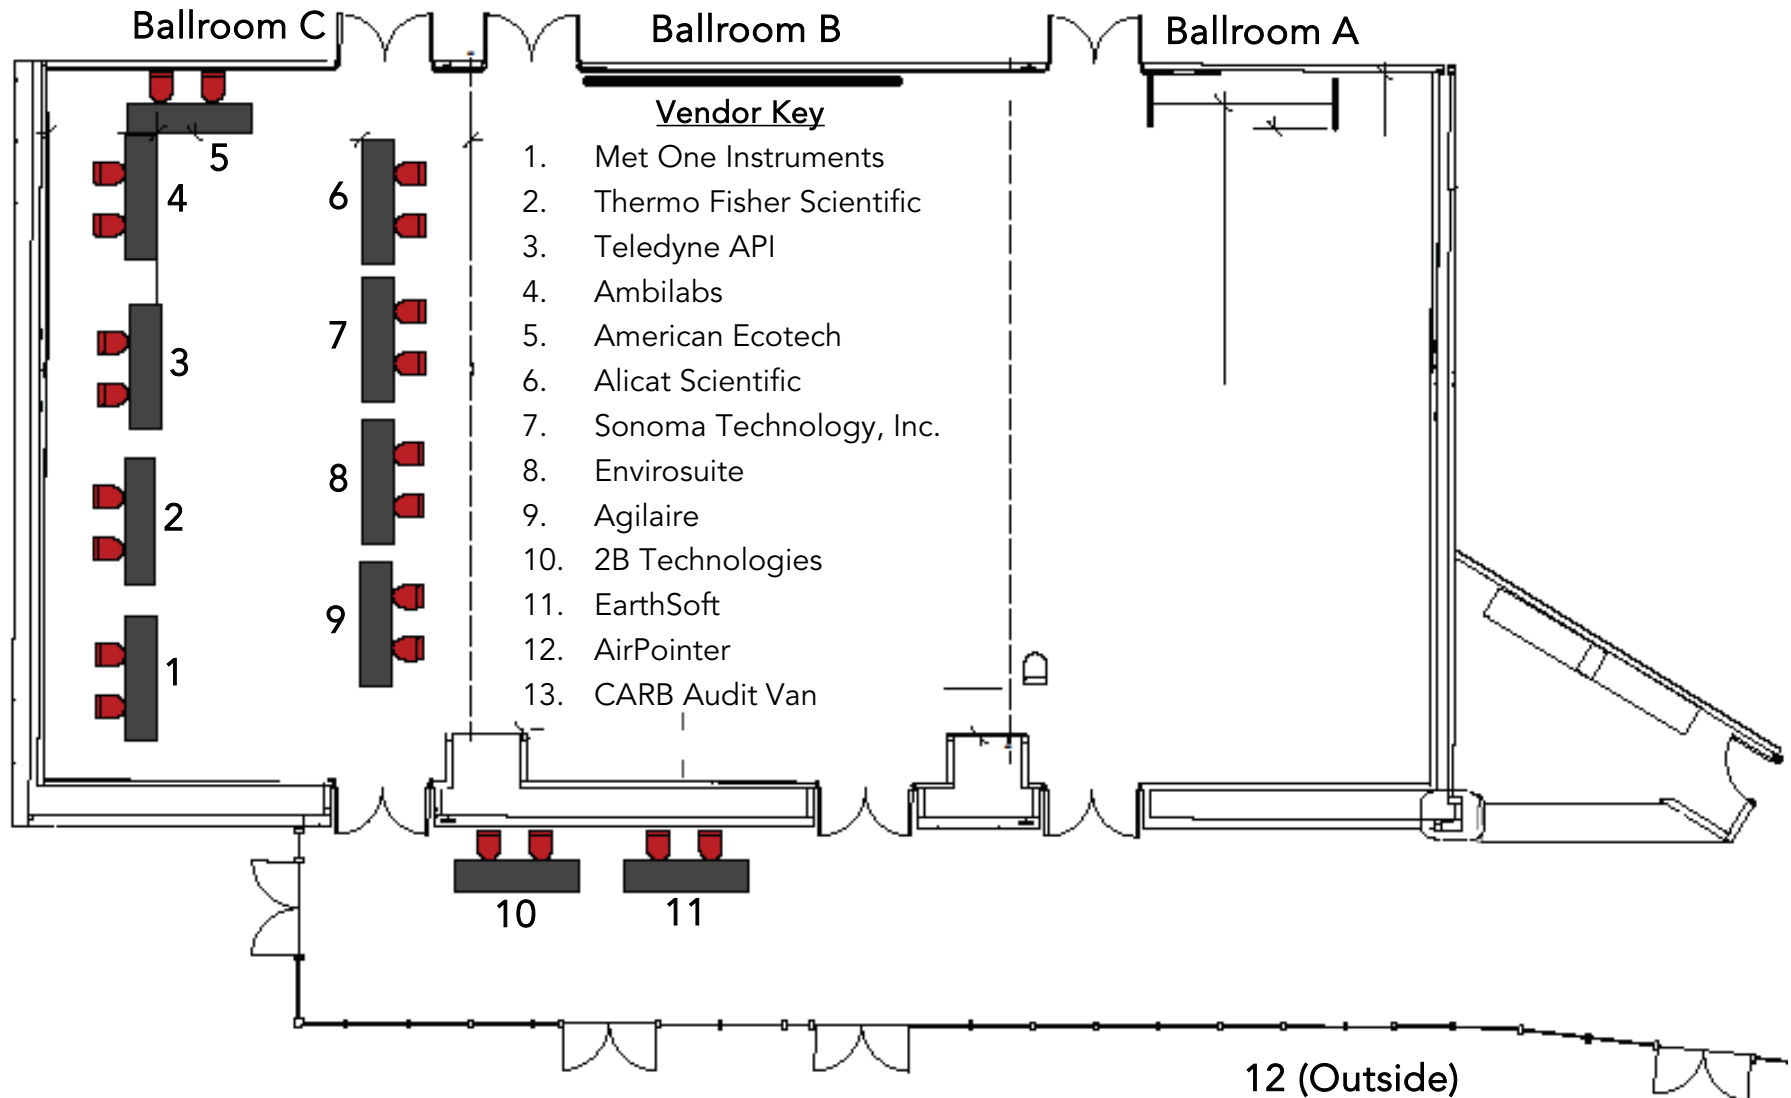 Ballroom C
Ballroom B
Ballroom A
Vendor Key
1. Met One Instruments
2. Thermo Fisher Scientific
3. Teledyne API
4. Ambilabs
5. American Ecotech
6. Alicat Scientific
7. Sonoma Technology, Inc.
8. Envirosuite
9. Agilaire
10. 2B Technologies
11. EarthSoft
12. AirPointer
13. CARB Audit Van
5
4
3
2
1
6
7
8
9
10
11
12 (Outside)